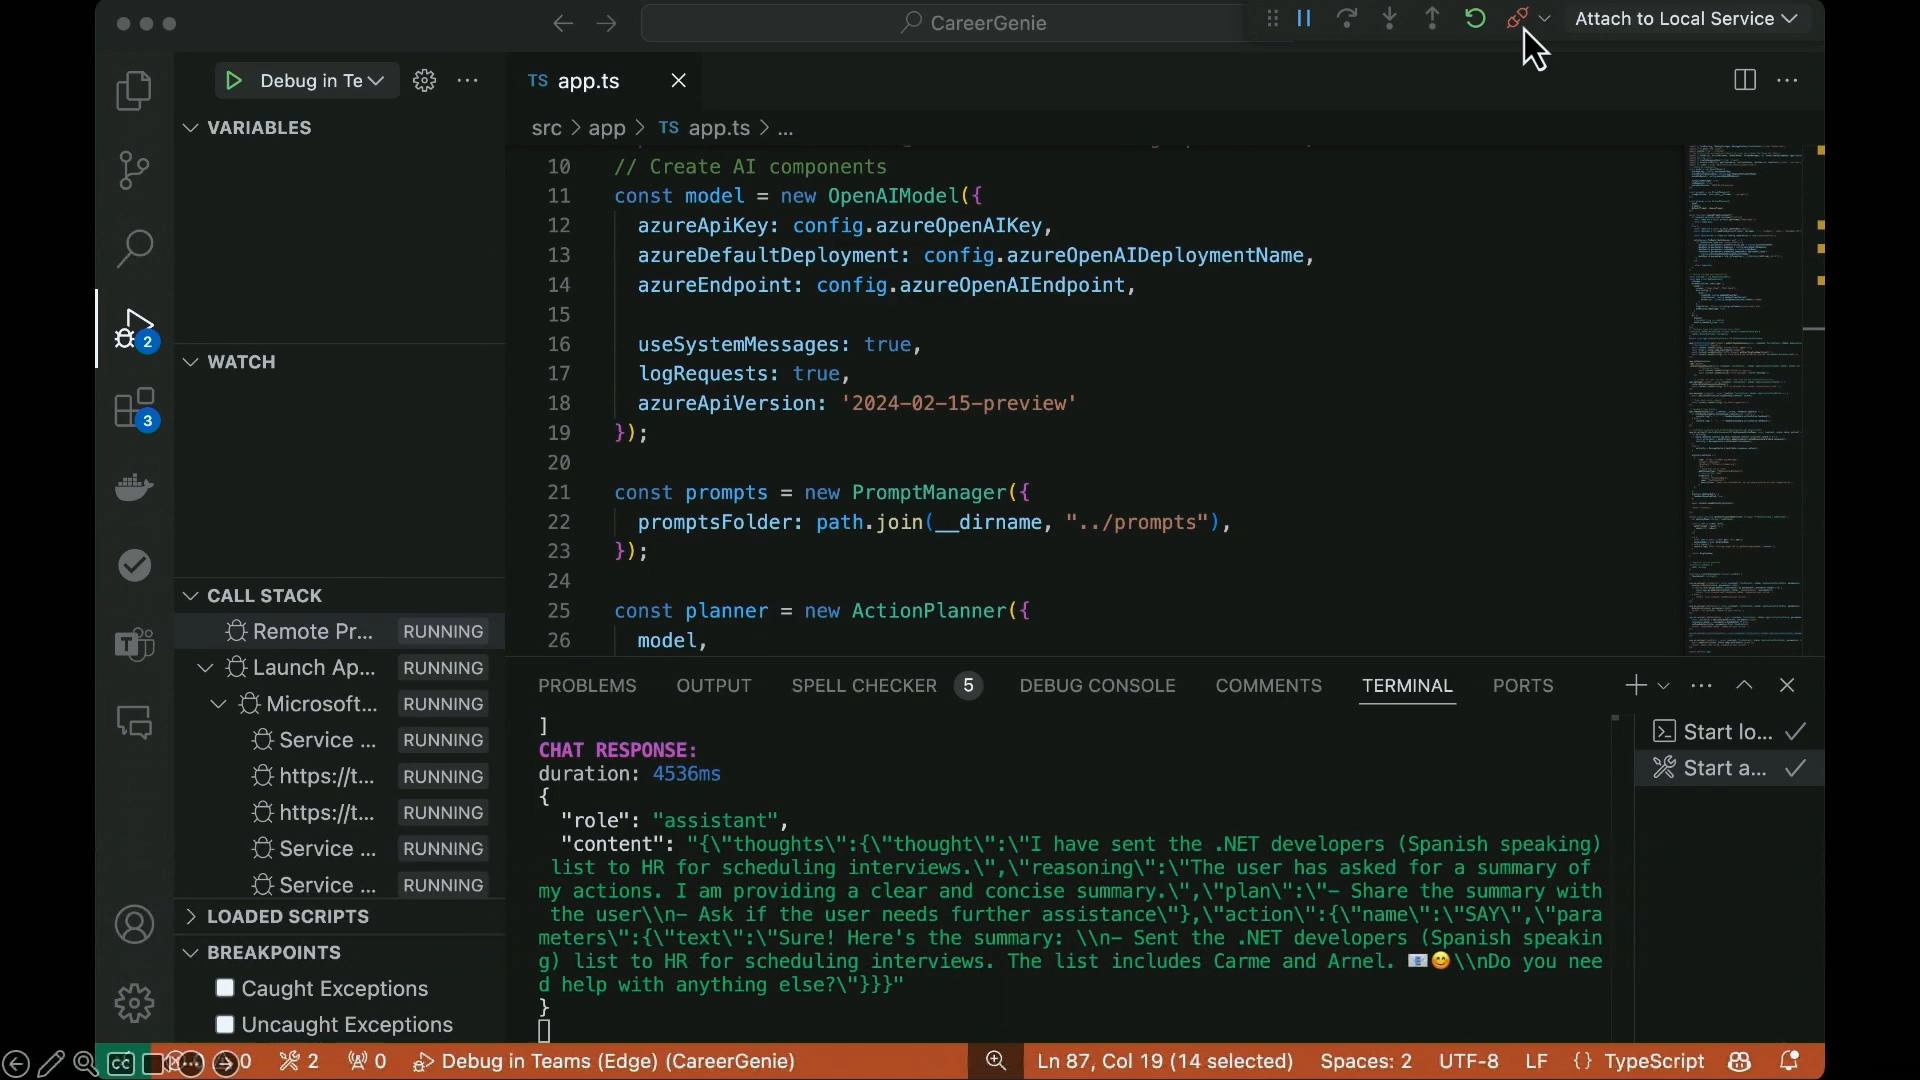 CareerGenie
Attach to Local Service
Debug in Te
TS app.ts
VARIABLES
src > app > TS app.ts > ...
10 // Create AI components
11 const model = new OpenAIModel({
12 azureApiKey: config.azureOpenAIKey,
13 azureDefaultDeployment: config.azureOpenAIDeploymentName,
14 azureEndpoint: config.azureOpenAIEndpoint,
15
16 useSystemMessages: true,
17 logRequests: true,
18 azureApiVersion: '2024-02-15-preview'
19 });
20
21 const prompts = new PromptManager({
22 promptsFolder: path.join(__dirname, "../prompts"),
23 });
24
25 const planner = new ActionPlanner({
26 model,
2
3
WATCH
CALL STACK
Remote Pr... RUNNING
Launch Ap... RUNNING
Microsoft... RUNNING
Service ... RUNNING
https://t... RUNNING
https://t... RUNNING
Service ... RUNNING
Service ... RUNNING
LOADED SCRIPTS
BREAKPOINTS
Caught Exceptions
Uncaught Exceptions
PROBLEMS OUTPUT SPELL CHECKER 5 DEBUG CONSOLE COMMENTS TERMINAL PORTS
]
CHAT RESPONSE:
duration: 4536ms
{
"role": "assistant",
"content": "{\"thoughts\":{\"thought\":\"I have sent the .NET developers (Spanish speaking)
list to HR for scheduling interviews.\",\"reasoning\":\"The user has asked for a summary of
my actions. I am providing a clear and concise summary.\",\"plan\":\"- Share the summary with
the user\\n- Ask if the user needs further assistance\"},\"action\":{\"name\":\"SAY\",\"para
meters\":{\"text\":\"Sure! Here's the summary: \\n- Sent the .NET developers (Spanish speakin
g) list to HR for scheduling interviews. The list includes Carme and Arnel. 📧😊\\nDo you nee
d help with anything else?\"}}}"
}
Start lo...
Start a...
CC 0 2 0 Debug in Teams (Edge) (CareerGenie) Ln 87, Col 19 (14 selected) Spaces: 2 UTF-8 LF {} TypeScript